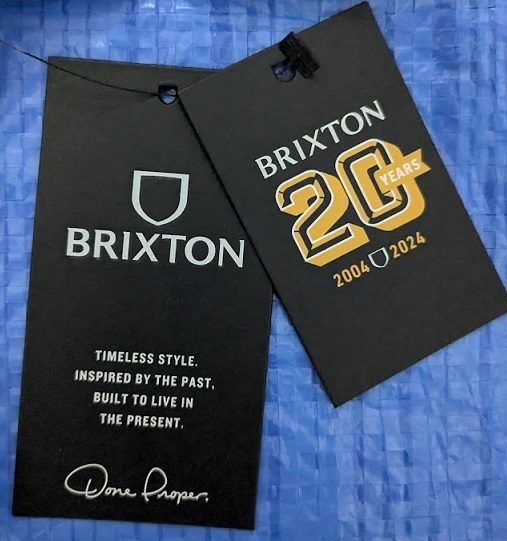 BRIXTON
TIMELESS STYLE.
INSPIRED BY THE PAST,
BUILT TO LIVE IN
THE PRESENT.
Done Proper.
BRIXTON
20
YEARS
2004 2024